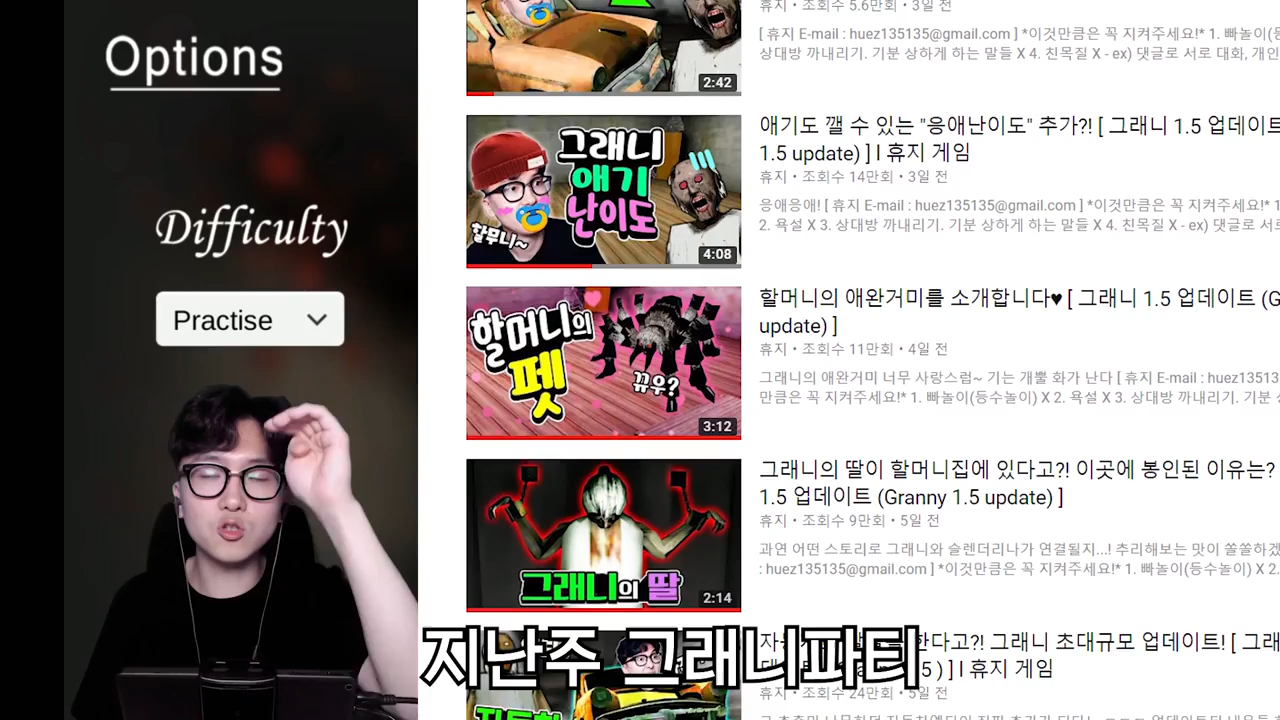 Options
Difficulty
Practise
2:42
휴지 • 조회수 5.6만회 • 3일 전
[ 휴지 E-mail : huez135135@gmail.com ] *이것만큼은 꼭 지켜주세요!* 1. 빠놀이(등
상대방 까내리기. 기분 상하게 하는 말들 X 4. 친목질 X - ex) 댓글로 서로 대화, 개인
그래니
애기
난이도
할무니~
4:08
애기도 깰 수 있는 "응애난이도" 추가?! [ 그래니 1.5 업데이트
1.5 update) ] l 휴지 게임
휴지 • 조회수 14만회 • 3일 전
응애응애! [ 휴지 E-mail : huez135135@gmail.com ] *이것만큼은 꼭 지켜주세요!* 1
2. 욕설 X 3. 상대방 까내리기. 기분 상하게 하는 말들 X 4. 친목질 X - ex) 댓글로 서
할머니의
펫
뀨우?
3:12
할머니의 애완거미를 소개합니다♥ [ 그래니 1.5 업데이트 (G
update) ]
휴지 • 조회수 11만회 • 4일 전
그래니의 애완거미 너무 사랑스럽~ 기는 개뿔 화가 난다 [ 휴지 E-mail : huez13513
만큼은 꼭 지켜주세요!* 1. 빠놀이(등수놀이) X 2. 욕설 X 3. 상대방 까내리기. 기분
그래니의 딸
2:14
그래니의 딸이 할머니집에 있다고?! 이곳에 봉인된 이유는?
1.5 업데이트 (Granny 1.5 update) ]
휴지 • 조회수 9만회 • 5일 전
과연 어떤 스토리로 그래니와 슬렌더리나가 연결될지...! 추리해보는 맛이 쏠쏠하겠
: huez135135@gmail.com ] *이것만큼은 꼭 지켜주세요!* 1. 빠놀이(등수놀이) X 2.
지난주 그래니파티
한다고?! 그래니 초대규모 업데이트! [ 그래
5 ) ] l 휴지 게임
휴지 • 조회수 24만회 • 5일 전